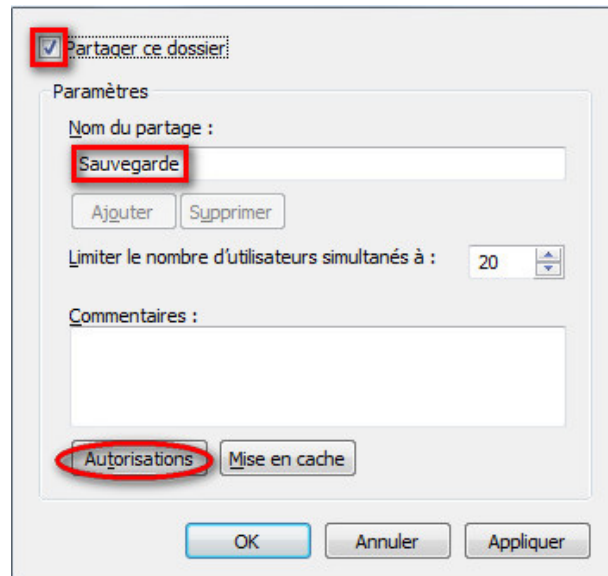 Partager ce dossier
Paramètres
Nom du partage :
Sauvegarde
Ajouter Supprimer
Limiter le nombre d'utilisateurs simultanés à : 20
Commentaires :
Autorisations Mise en cache
OK Annuler Appliquer